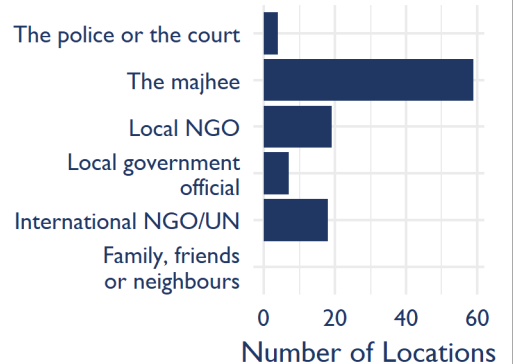 The police or the court
The majhee
Local NGO
Local government
official
International NGO/UN
Family, friends
or neighbours
0 20 40 60
Number of Locations